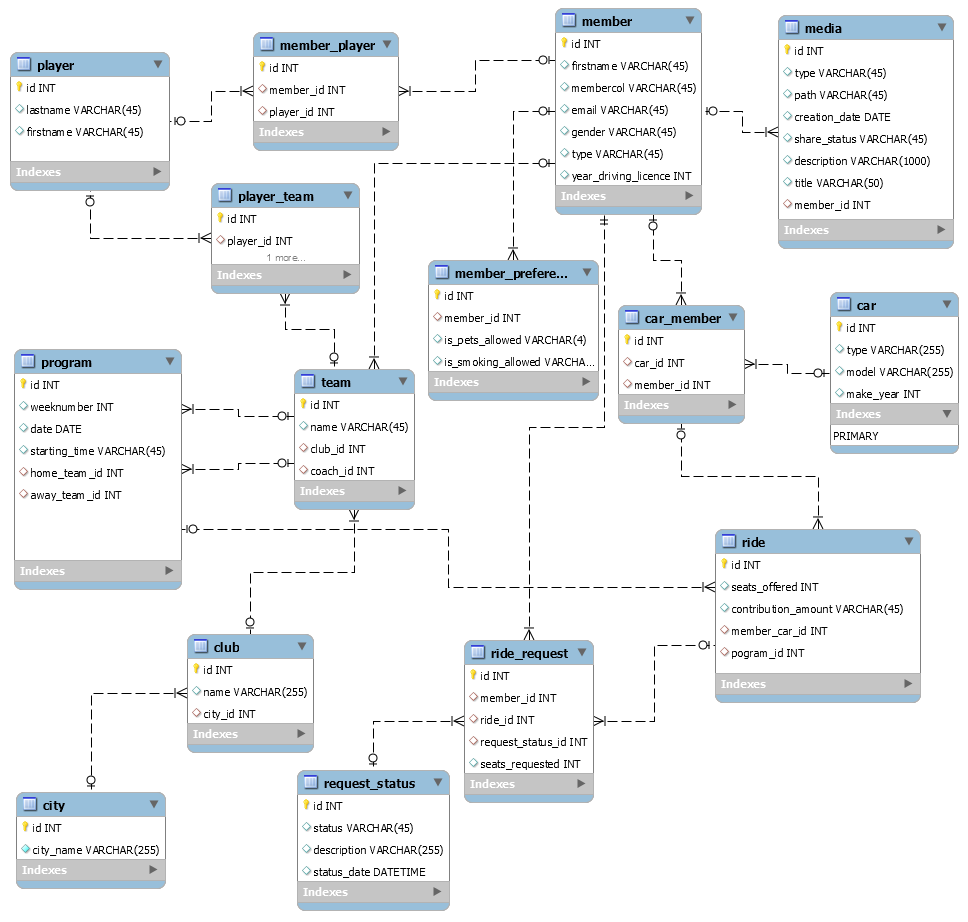 player
id INT
lastname VARCHAR(45)
firstname VARCHAR(45)
Indexes
member_player
id INT
member_id INT
player_id INT
Indexes
member
id INT
firstname VARCHAR(45)
membercol VARCHAR(45)
email VARCHAR(45)
gender VARCHAR(45)
type VARCHAR(45)
year_driving_licence INT
Indexes
media
id INT
type VARCHAR(45)
path VARCHAR(45)
creation_date DATE
share_status VARCHAR(45)
description VARCHAR(1000)
title VARCHAR(50)
member_id INT
Indexes
player_team
id INT
player_id INT
1 more...
Indexes
member_prefere...
id INT
member_id INT
is_pets_allowed VARCHAR(4)
is_smoking_allowed VARCHA...
Indexes
car_member
id INT
car_id INT
member_id INT
Indexes
car
id INT
type VARCHAR(255)
model VARCHAR(255)
make_year INT
Indexes
PRIMARY
program
id INT
weeknumber INT
date DATE
starting_time VARCHAR(45)
home_team_id INT
away_team_id INT
Indexes
team
id INT
name VARCHAR(45)
club_id INT
coach_id INT
Indexes
ride
id INT
seats_offered INT
contribution_amount VARCHAR(45)
member_car_id INT
pogram_id INT
Indexes
club
id INT
name VARCHAR(255)
city_id INT
Indexes
ride_request
id INT
member_id INT
ride_id INT
request_status_id INT
seats_requested INT
Indexes
city
id INT
city_name VARCHAR(255)
Indexes
request_status
id INT
status VARCHAR(45)
description VARCHAR(255)
status_date DATETIME
Indexes